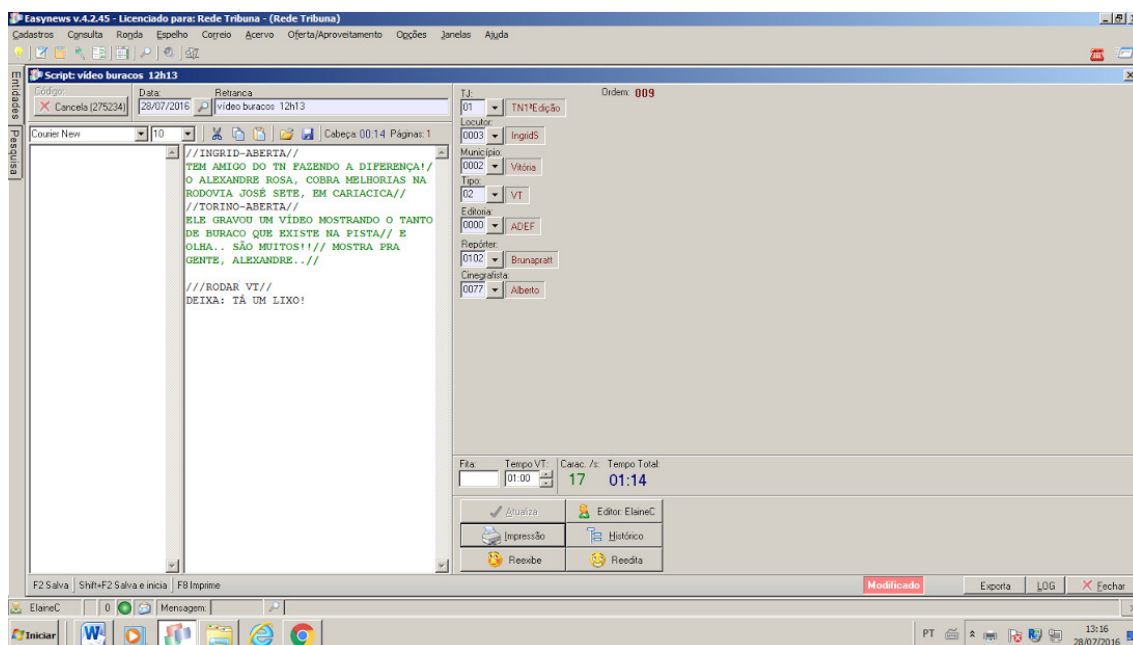 Easynews v.4.2.45 - Licenciado para: Rede Tribuna - (Rede Tribuna)
Cadastros Consulta Ronda Espelho Correio Acervo Oferta/Aproveitamento Opções Janelas Ajuda
Entidades
Pesquisa
Script: vídeo buracos 12h13
Código:
Data:
Retranca
Cancela (275234)
28/07/2016
vídeo buracos 12h13
Courier New
10
Cabeça: 00:14 Páginas: 1
//INGRID-ABERTA//
TEM AMIGO DO TN FAZENDO A DIFERENÇA!/
O ALEXANDRE ROSA, COBRA MELHORIAS NA
RODOVIA JOSÉ SETE, EM CARIACICA//
//TORINO-ABERTA//
ELE GRAVOU UM VÍDEO MOSTRANDO O TANTO
DE BURACO QUE EXISTE NA PISTA// E
OLHA.. SÃO MUITOS!!// MOSTRA PRA
GENTE, ALEXANDRE..//
///RODAR VT//
DEIXA: TÁ UM LIXO!
TJ:
01 TN1ªEdição
Ordem: 009
Locutor:
0003 IngridS
Município:
0002 Vitória
Tipo:
02 VT
Editoria:
0000 ADEF
Repórter:
0102 Brunapratt
Cinegrafista:
0077 Alberto
Fita: Tempo VT: Carac. /s: Tempo Total:
01:00 17 01:14
Atualiza Editor: ElaineC
Impressão Histórico
Reexibe Reedita
F2 Salva Shift+F2 Salva e inicia F8 Imprime
Modificado Exporta LOG Fechar
ElaineC 0 Mensagem:
Iniciar
PT
13:16
28/07/2016